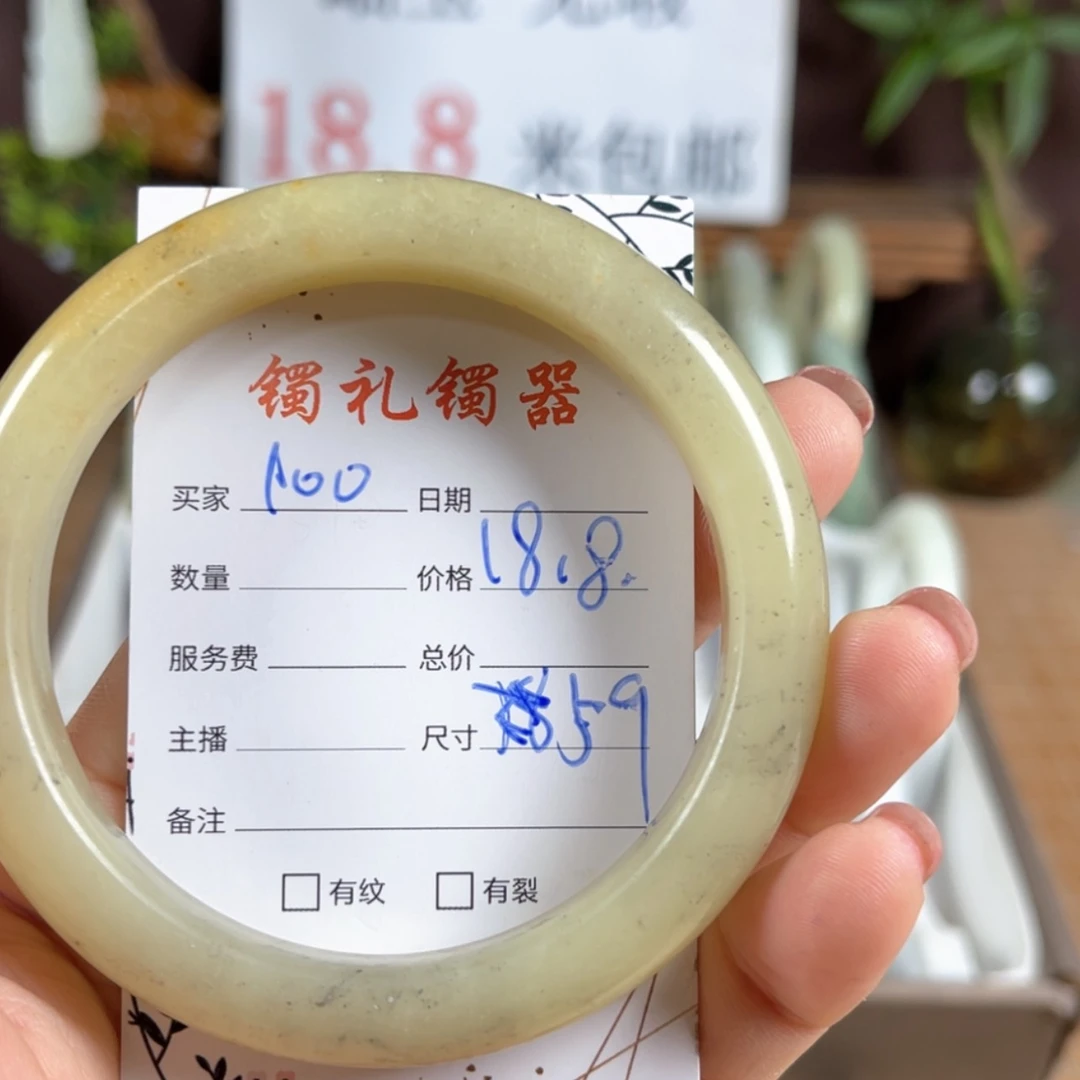 18.8 米包邮
镯礼镯器
买家 100 日期
数量 价格 18.8.
服务费 总价
主播 尺寸 59
备注
有纹 有裂